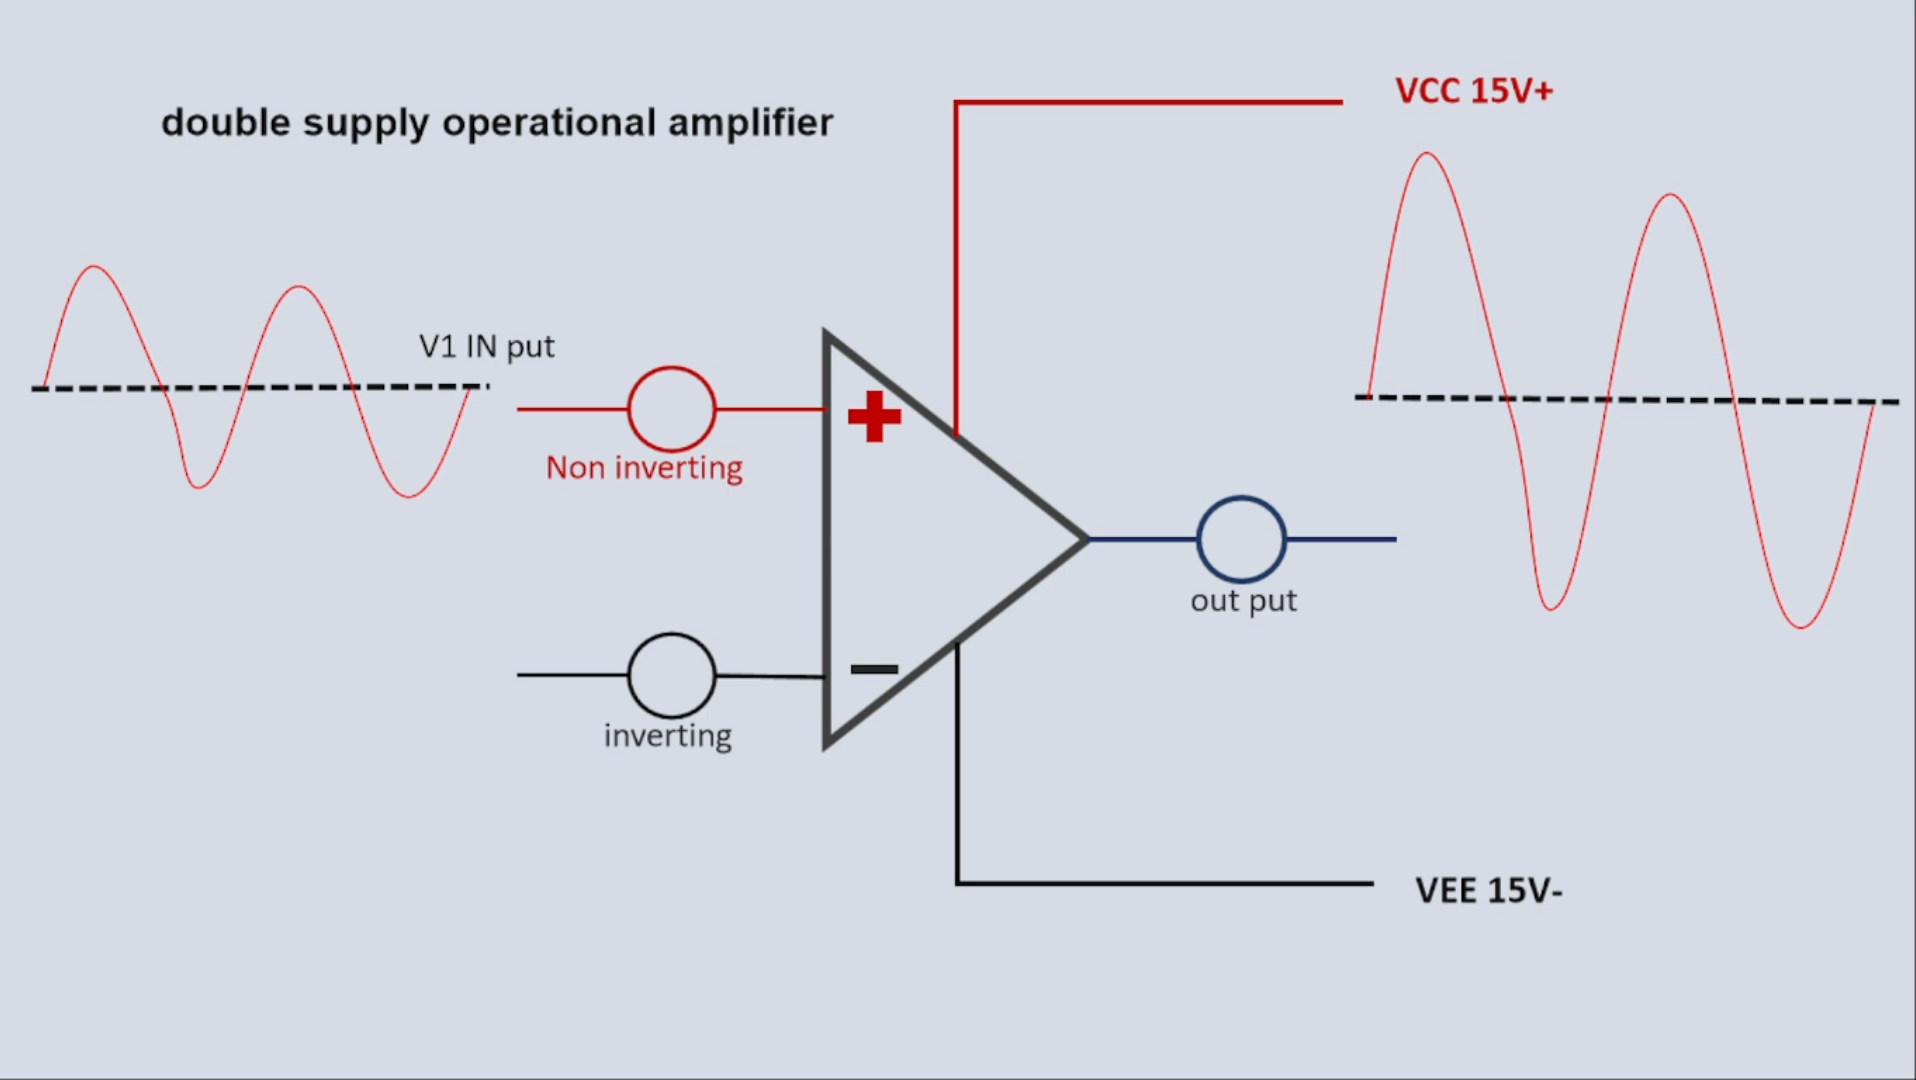 double supply operational amplifier
VCC 15V+
V1 IN put
Non inverting
out put
inverting
VEE 15V-